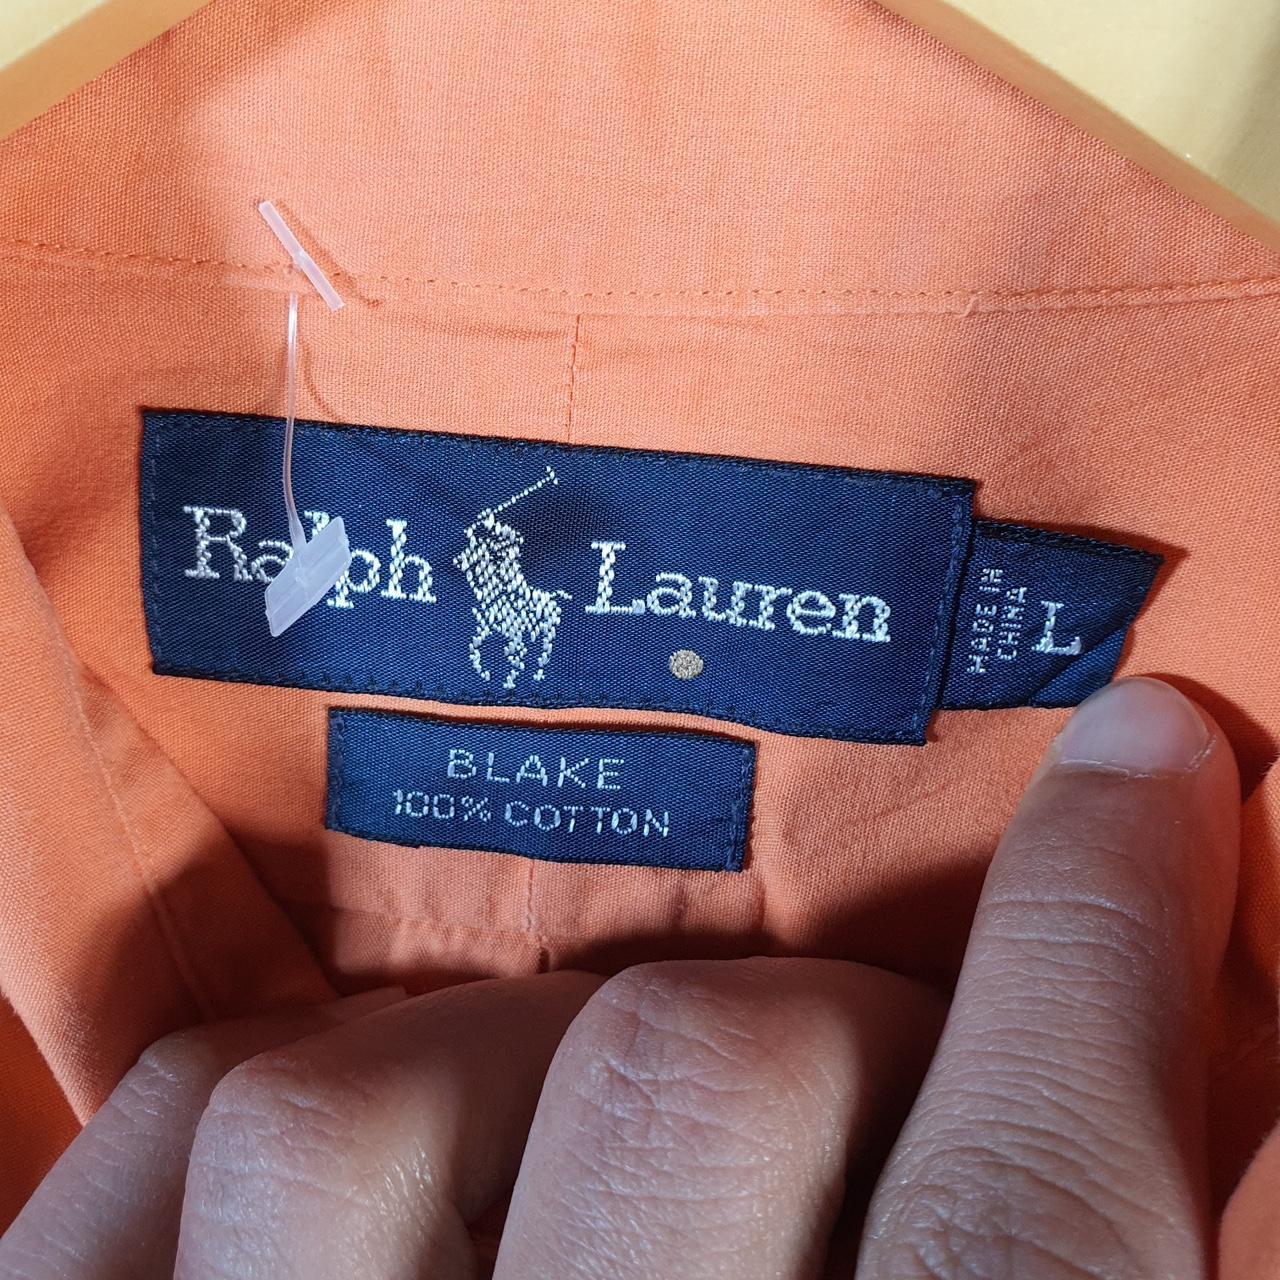 Ralph Lauren
MADE IN
CHINA
L
BLAKE
100% COTTON